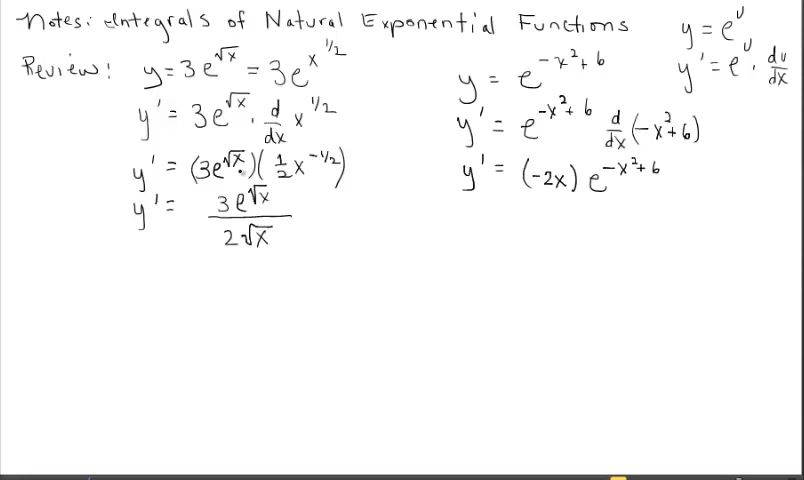 Notes: Integrals of Natural Exponential Functions
Review: y = 3e^√x = 3e^x^1/2
y' = 3e^√x · d/dx x^1/2
y' = (3e^√x)(1/2 x^-1/2)
y' = 3e^√x / 2√x
y = e^-x²+6
y' = e^-x²+6 d/dx (-x²+6)
y' = (-2x) e^-x²+6
y = e^u
y' = e^u · du/dx